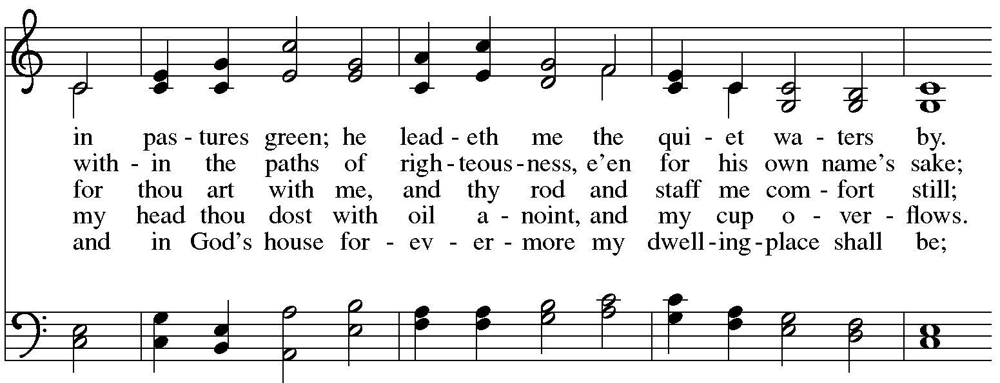 in pas - tures green; he lead - eth me the qui - et wa - ters by.
with - in the paths of righ - teous - ness, e'en for his own name's sake;
for thou art with me, and thy rod and staff me com - fort still;
my head thou dost with oil a - noint, and my cup o - ver - flows.
and in God's house for - ev - er - more my dwell - ing - place shall be;